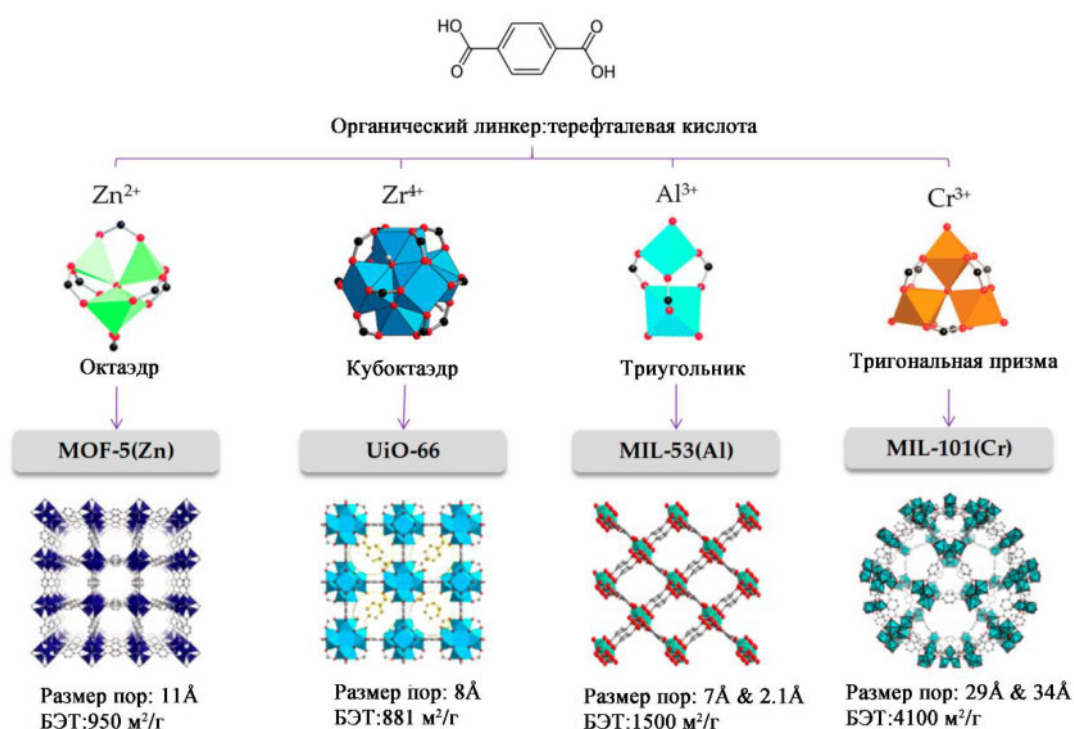 HO
O
O
OH
Органический линкер:терефталевая кислота
Zn²⁺
Zr⁴⁺
Al³⁺
Cr³⁺
Октаэдр
Кубоктаэдр
Триугольник
Тригональная призма
MOF-5(Zn)
UiO-66
MIL-53(Al)
MIL-101(Cr)
Размер пор: 11Å
БЭТ:950 м²/г
Размер пор: 8Å
БЭТ:881 м²/г
Размер пор: 7Å & 2.1Å
БЭТ:1500 м²/г
Размер пор: 29Å & 34Å
БЭТ:4100 м²/г